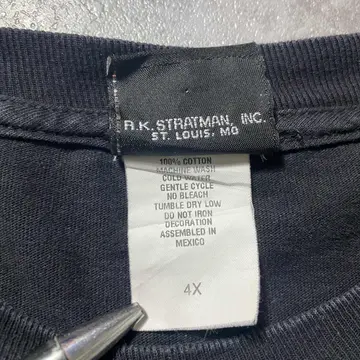 R.K. STRATMAN, INC.
ST. LOUIS, MO
100% COTTON
MACHINE WASH
COLD WATER
GENTLE CYCLE
NO BLEACH
TUMBLE DRY LOW
DO NOT IRON
DECORATION
ASSEMBLED IN
MEXICO
4X